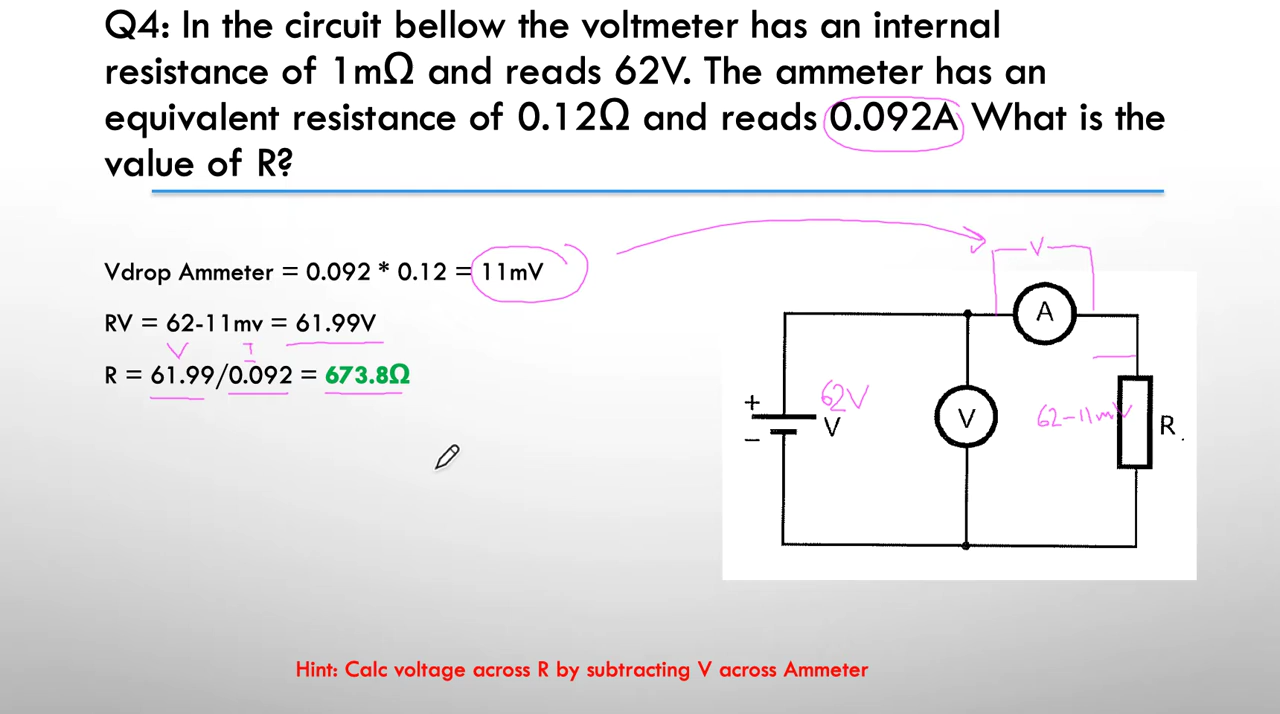 Q4: In the circuit bellow the voltmeter has an internal
resistance of 1mΩ and reads 62V. The ammeter has an
equivalent resistance of 0.12Ω and reads 0.092A What is the
value of R?
Vdrop Ammeter = 0.092 * 0.12 = 11mV
RV = 62-11mv = 61.99V
V I
R = 61.99/0.092 = 673.8Ω
V
A
62V
+
−
V
V
62-11mV
R
Hint: Calc voltage across R by subtracting V across Ammeter